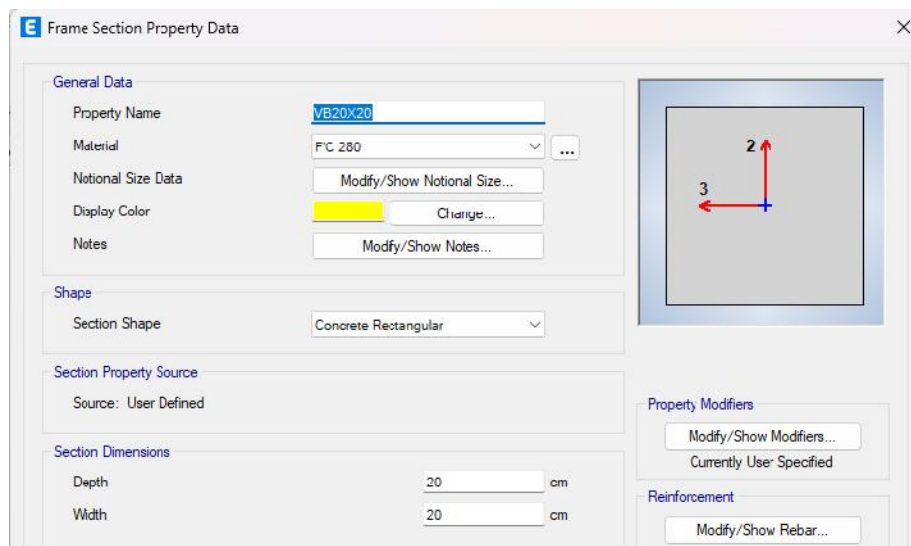 E Frame Section Property Data
General Data
Property Name VB20X20
Material F'C 280 ...
Notional Size Data Modify/Show Notional Size...
Display Color Change...
Notes Modify/Show Notes...
2
3
Shape
Section Shape Concrete Rectangular
Section Property Source
Source: User Defined
Property Modifiers
Modify/Show Modifiers...
Currently User Specified
Section Dimensions
Depth 20 cm
Width 20 cm
Reinforcement
Modify/Show Rebar...